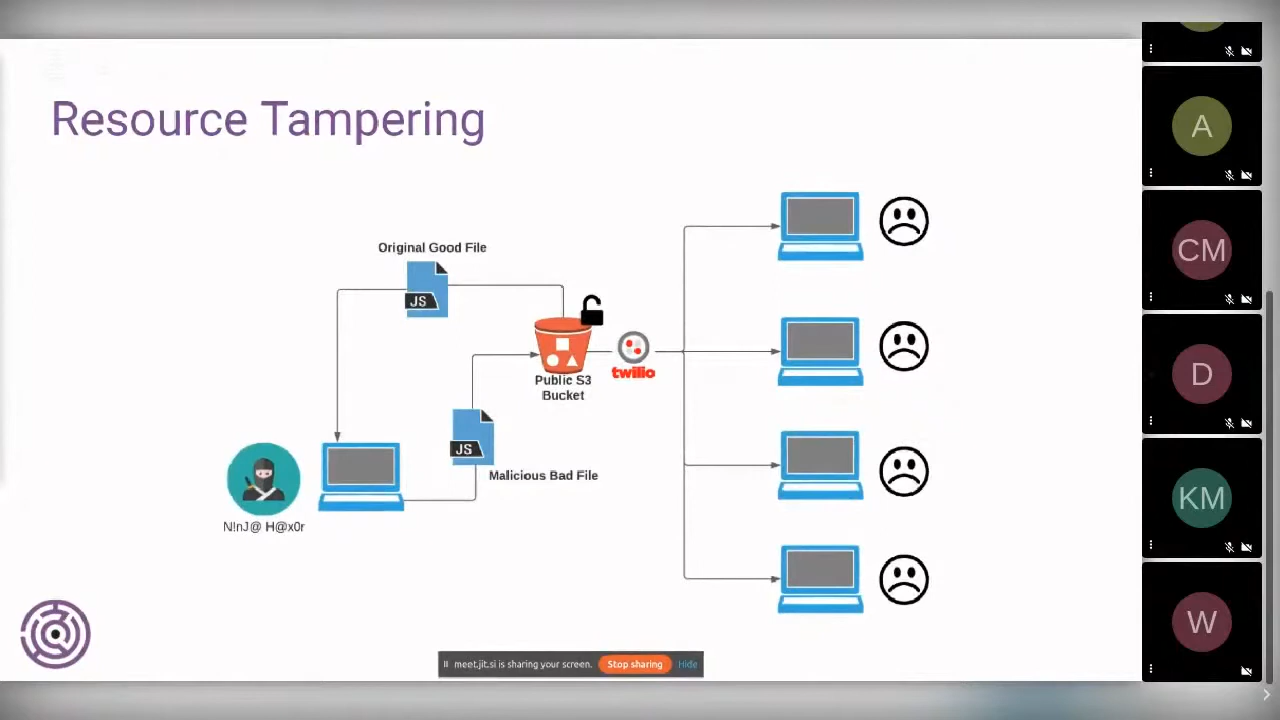 Resource Tampering
Original Good File
JS
Public S3
Bucket
twilio
JS
Malicious Bad File
N!nJ@ H@x0r
meet.jit.si is sharing your screen.
Stop sharing
Hide
A
CM
D
KM
W